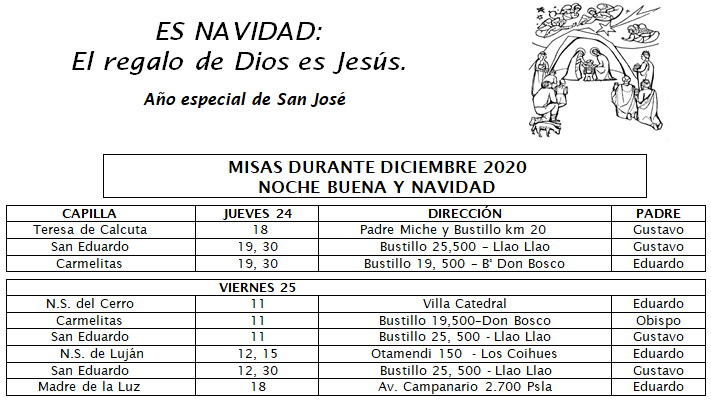 ES NAVIDAD:
El regalo de Dios es Jesús.
Año especial de San José
MISAS DURANTE DICIEMBRE 2020
NOCHE BUENA Y NAVIDAD
CAPILLA JUEVES 24 DIRECCIÓN PADRE
Teresa de Calcuta 18 Padre Miche y Bustillo km 20 Gustavo
San Eduardo 19, 30 Bustillo 25,500 – Llao Llao Gustavo
Carmelitas 19, 30 Bustillo 19, 500 – B' Don Bosco Eduardo
VIERNES 25
N.S. del Cerro 11 Villa Catedral Eduardo
Carmelitas 11 Bustillo 19,500-Don Bosco Obispo
San Eduardo 11 Bustillo 25, 500 - Llao Llao Gustavo
N.S. de Luján 12, 15 Otamendi 150 - Los Coihues Eduardo
San Eduardo 12, 30 Bustillo 25, 500 - Llao Llao Gustavo
Madre de la Luz 18 Av. Campanario 2.700 Psla Eduardo